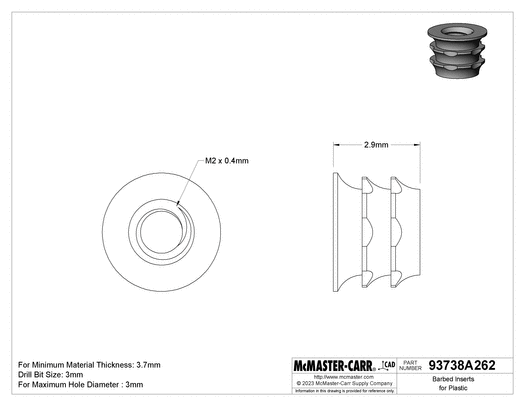 M2 x 0.4mm
2.9mm
For Minimum Material Thickness: 3.7mm
Drill Bit Size: 3mm
For Maximum Hole Diameter : 3mm
McMASTER-CARR® CAD
http://www.mcmaster.com
© 2023 McMaster-Carr Supply Company
Information in this drawing is provided for reference only.
PART
NUMBER
93738A262
Barbed Inserts
for Plastic